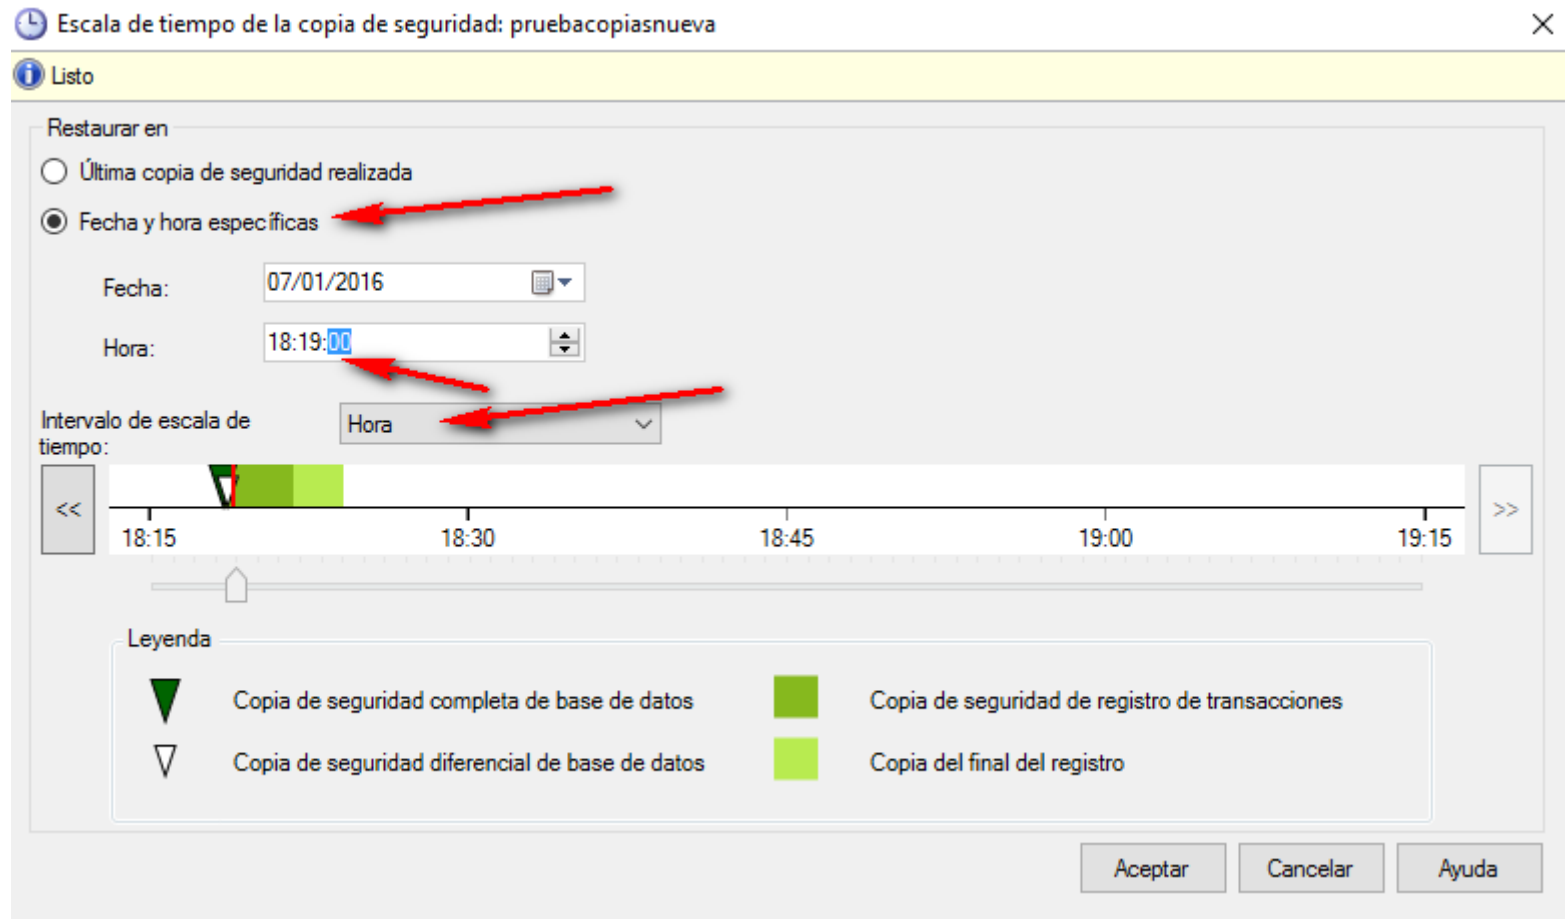 Escala de tiempo de la copia de seguridad: pruebacopiasnueva
Listo
Restaurar en
Última copia de seguridad realizada
Fecha y hora específicas
Fecha: 07/01/2016
Hora: 18:19:00
Intervalo de escala de
tiempo:
Hora
<< >>
18:15 18:30 18:45 19:00 19:15
Leyenda
Copia de seguridad completa de base de datos
Copia de seguridad de registro de transacciones
Copia de seguridad diferencial de base de datos
Copia del final del registro
Aceptar Cancelar Ayuda